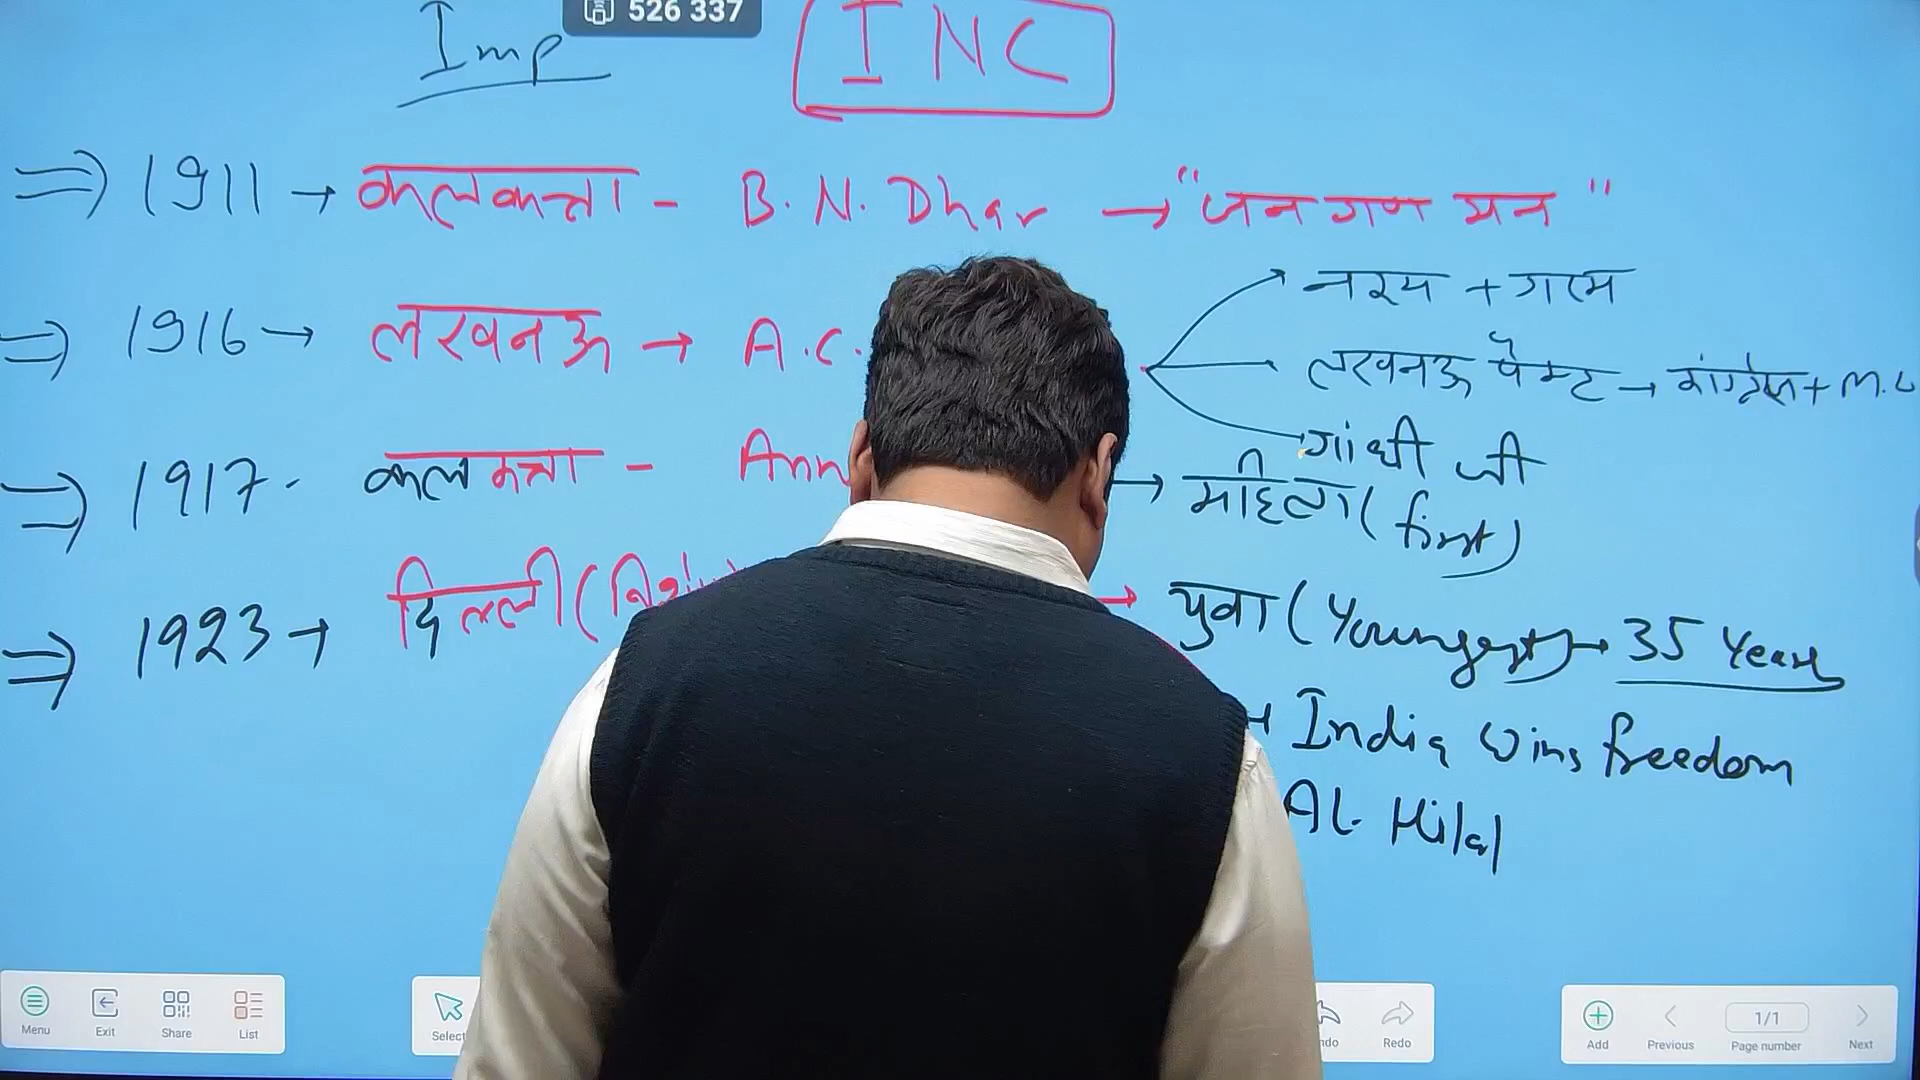 526 337
Imp
INC
⇒ 1911 → कलकत्ता - B. N. Dhar → "जन गण मन"
⇒ 1916 → लखनऊ → A.C.
नरम + गरम
लखनऊ पैक्ट → कांग्रेस + M.L
गांधी जी
⇒ 1917 - कलकत्ता - Ann → महिला (first)
⇒ 1923 → दिल्ली ( → युवा (Youngest) → 35 Years
→ India wins freedom
Al-Hilal
Menu Exit Share List Select Redo Add Previous 1/1 Page number Next